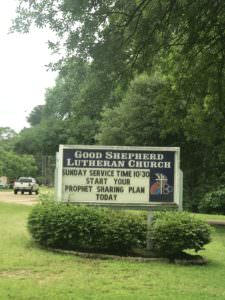 GOOD SHEPHERD
LUTHERAN CHURCH
SUNDAY SERVICE TIME 10:30
START YOUR
PROPHET SHARING PLAN
TODAY